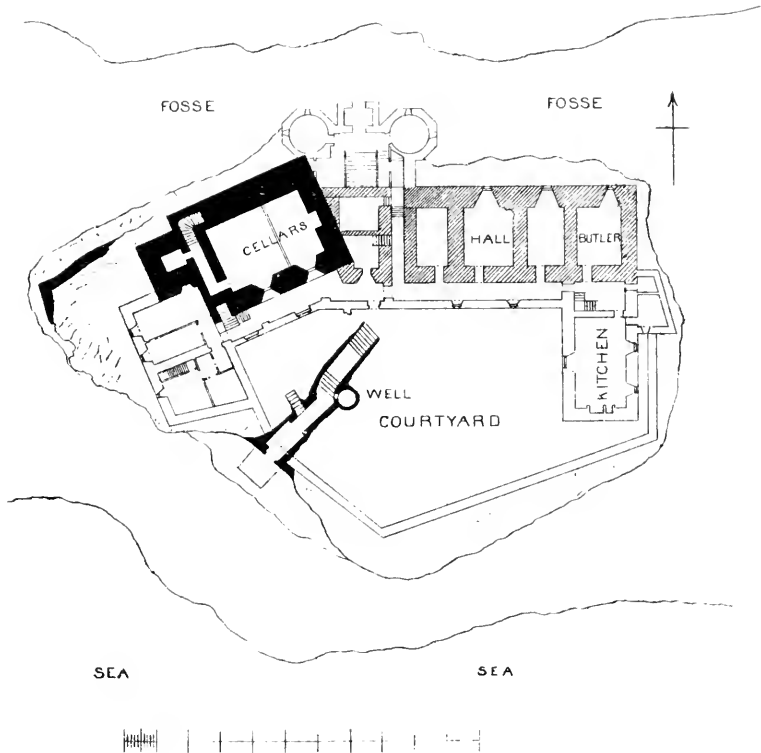 FOSSE
FOSSE
CELLARS
HALL
BUTLER
KITCHEN
WELL
COURTYARD
SEA
SEA